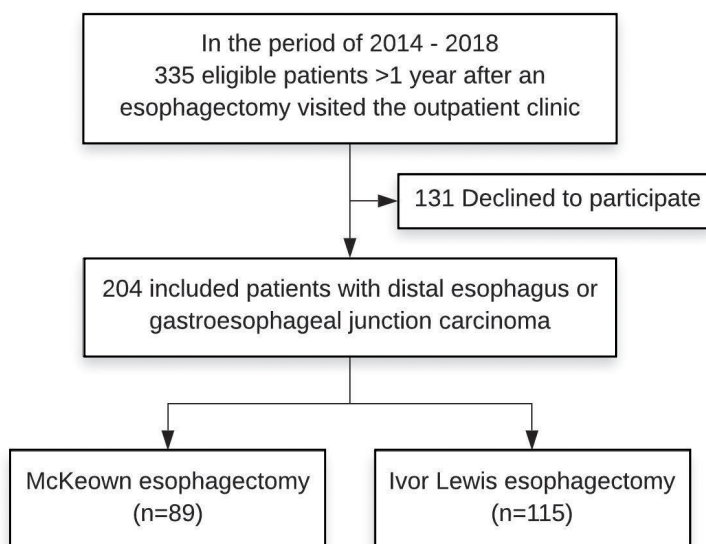 In the period of 2014 - 2018
335 eligible patients >1 year after an
esophagectomy visited the outpatient clinic
131 Declined to participate
204 included patients with distal esophagus or
gastroesophageal junction carcinoma
McKeown esophagectomy
(n=89)
Ivor Lewis esophagectomy
(n=115)